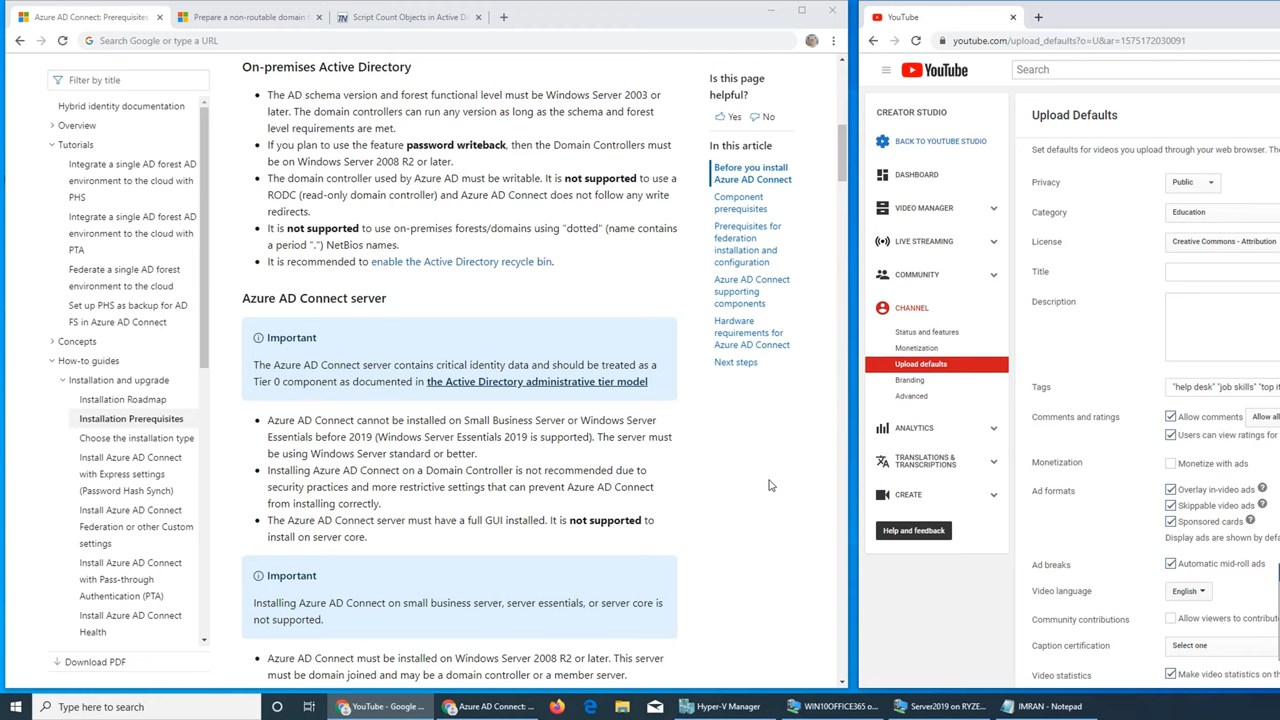 Azure AD Connect: Prerequisites
Prepare a non-routable domain f
Script Count Objects in Active Di
Search Google or type a URL
Filter by title
Hybrid identity documentation
Overview
Tutorials
Integrate a single AD forest AD
environment to the cloud with
PHS
Integrate a single AD forest AD
environment to the cloud with
PTA
Federate a single AD forest
environment to the cloud
Set up PHS as backup for AD
FS in Azure AD Connect
Concepts
How-to guides
Installation and upgrade
Installation Roadmap
Installation Prerequisites
Choose the installation type
Install Azure AD Connect
with Express settings
(Password Hash Synch)
Install Azure AD Connect
Federation or other Custom
settings
Install Azure AD Connect
with Pass-through
Authentication (PTA)
Install Azure AD Connect
Health
Download PDF
On-premises Active Directory
The AD schema version and forest functional level must be Windows Server 2003 or
later. The domain controllers can run any version as long as the schema and forest
level requirements are met.
If you plan to use the feature password writeback, then the Domain Controllers must
be on Windows Server 2008 R2 or later.
The domain controller used by Azure AD must be writable. It is not supported to use a
RODC (read-only domain controller) and Azure AD Connect does not follow any write
redirects.
It is not supported to use on-premises forests/domains using "dotted" (name contains
a period ".") NetBios names.
It is recommended to enable the Active Directory recycle bin.
Azure AD Connect server
Important
The Azure AD Connect server contains critical identity data and should be treated as a
Tier 0 component as documented in the Active Directory administrative tier model
Azure AD Connect cannot be installed on Small Business Server or Windows Server
Essentials before 2019 (Windows Server Essentials 2019 is supported). The server must
be using Windows Server standard or better.
Installing Azure AD Connect on a Domain Controller is not recommended due to
security practices and more restrictive settings that can prevent Azure AD Connect
from installing correctly.
The Azure AD Connect server must have a full GUI installed. It is not supported to
install on server core.
Important
Installing Azure AD Connect on small business server, server essentials, or server core is
not supported.
Azure AD Connect must be installed on Windows Server 2008 R2 or later. This server
must be domain joined and may be a domain controller or a member server.
Is this page
helpful?
Yes No
In this article
Before you install
Azure AD Connect
Component
prerequisites
Prerequisites for
federation
installation and
configuration
Azure AD Connect
supporting
components
Hardware
requirements for
Azure AD Connect
Next steps
YouTube
youtube.com/upload_defaults?o=U&ar=1575172030091
YouTube
Search
CREATOR STUDIO
BACK TO YOUTUBE STUDIO
DASHBOARD
VIDEO MANAGER
LIVE STREAMING
COMMUNITY
CHANNEL
Status and features
Monetization
Upload defaults
Branding
Advanced
ANALYTICS
TRANSLATIONS &
TRANSCRIPTIONS
CREATE
Help and feedback
Upload Defaults
Set defaults for videos you upload through your web browser. The
Privacy Public
Category Education
License Creative Commons - Attribution
Title
Description
Tags "help desk" "job skills" "top it
Comments and ratings Allow comments Allow all
Users can view ratings for
Monetization Monetize with ads
Ad formats Overlay in-video ads
Skippable video ads
Sponsored cards
Display ads are shown by defa
Ad breaks Automatic mid-roll ads
Video language English
Community contributions Allow viewers to contribut
Caption certification Select one
Video statistics Make video statistics on th
Type here to search
YouTube - Google ...
Azure AD Connect: ...
Hyper-V Manager
WIN10OFFICE365 o...
Server2019 on RYZE...
IMRAN - Notepad